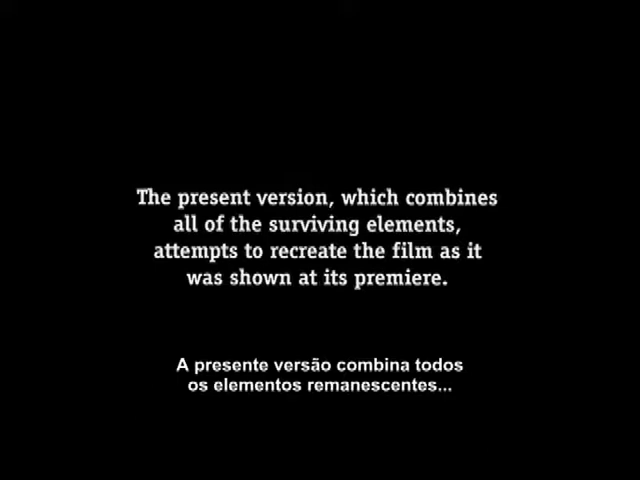 The present version, which combines
all of the surviving elements,
attempts to recreate the film as it
was shown at its premiere.
A presente versão combina todos
os elementos remanescentes...